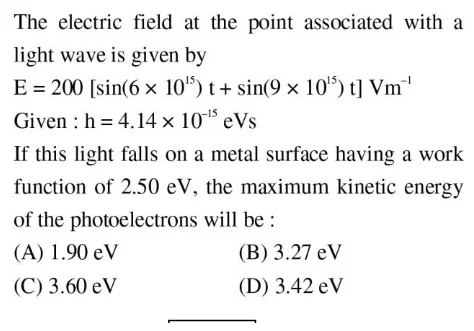 The electric field at the point associated with a
light wave is given by
E = 200 [sin(6 × 10¹⁵) t + sin(9 × 10¹⁵) t] Vm⁻¹
Given : h = 4.14 × 10⁻¹⁵ eVs
If this light falls on a metal surface having a work
function of 2.50 eV, the maximum kinetic energy
of the photoelectrons will be :
(A) 1.90 eV (B) 3.27 eV
(C) 3.60 eV (D) 3.42 eV